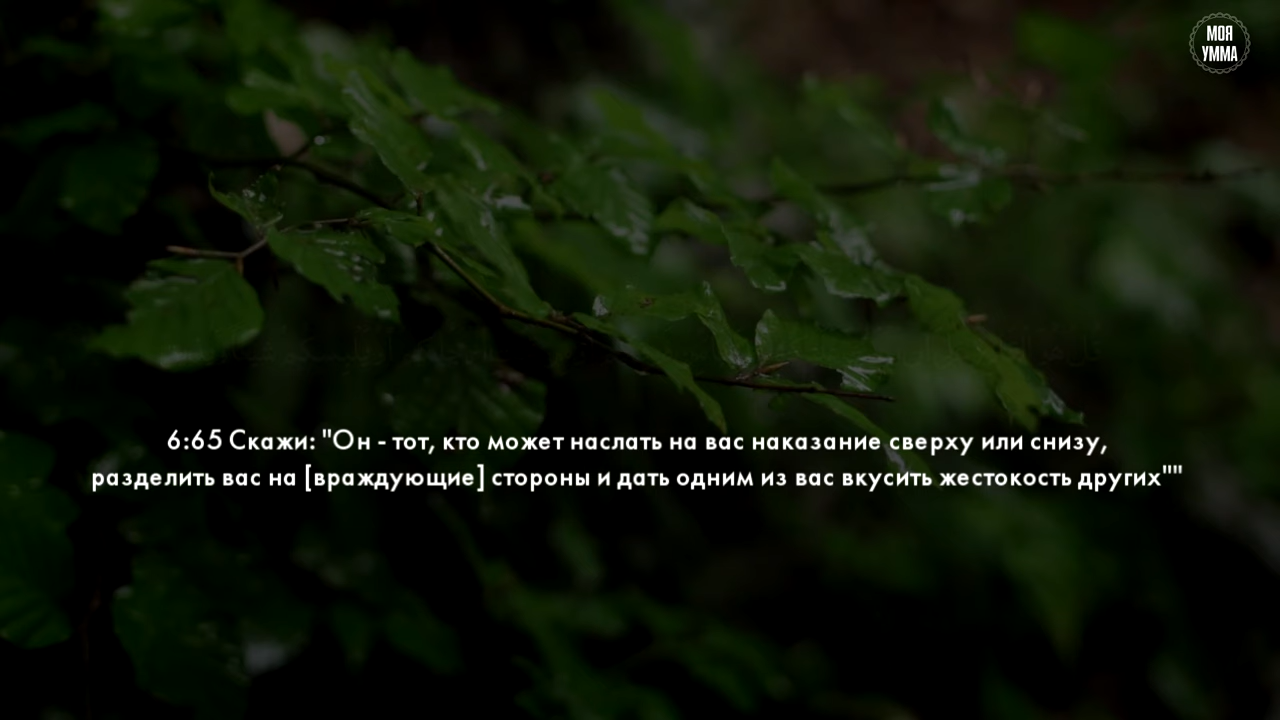 МОЯ
УММА
6:65 Скажи: "Он - тот, кто может наслать на вас наказание сверху или снизу,
разделить вас на [враждующие] стороны и дать одним из вас вкусить жестокость других""